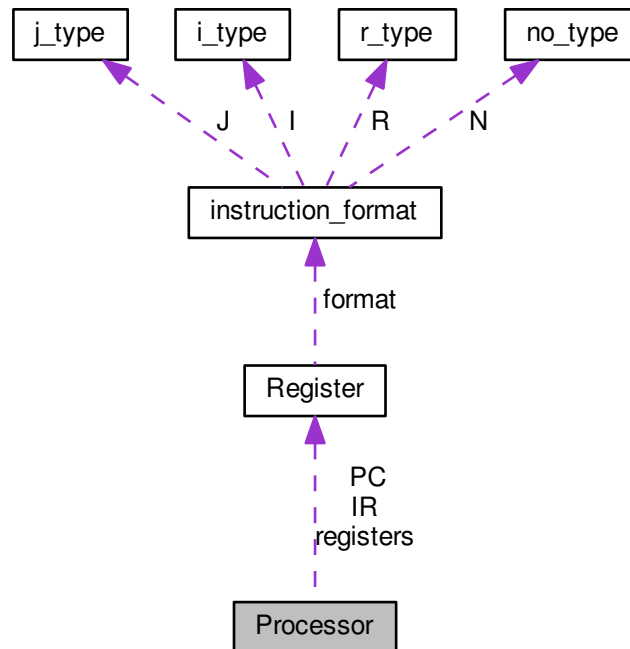 j_type
i_type
r_type
no_type
J
I
R
N
instruction_format
format
Register
PC
IR
registers
Processor